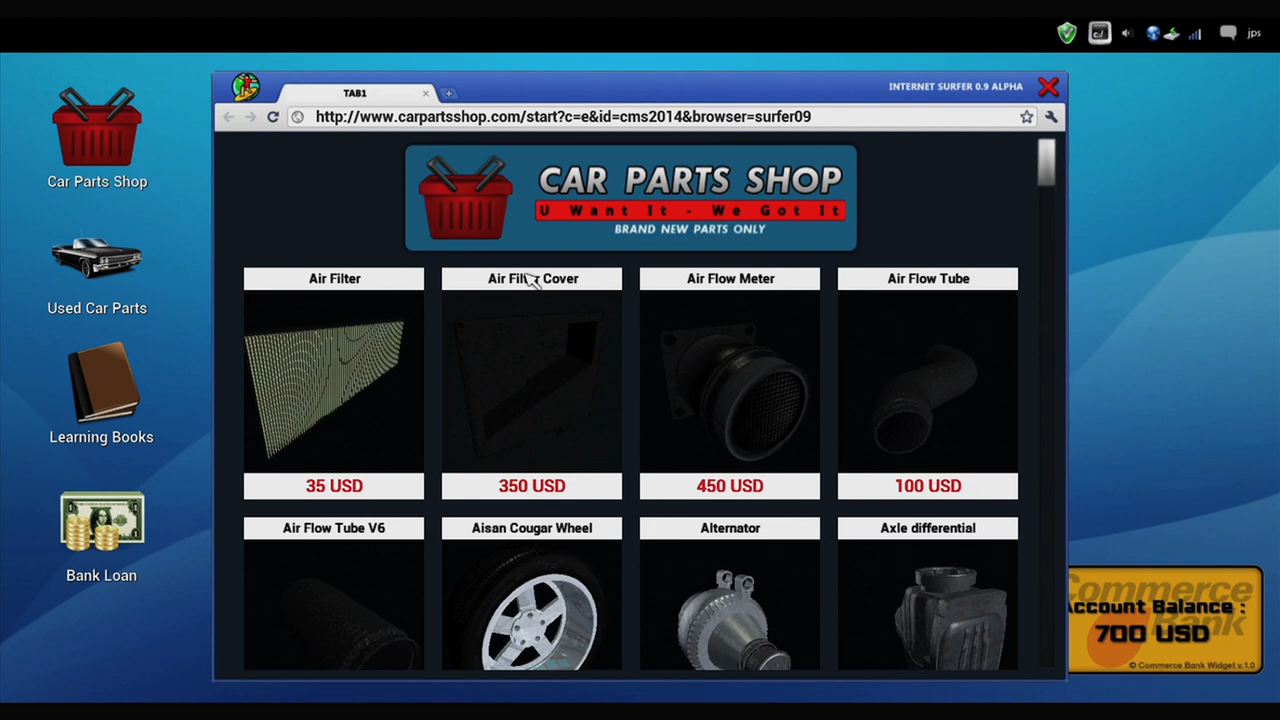 c:/
jps
TAB1
INTERNET SURFER 0.9 ALPHA
http://www.carpartsshop.com/start?c=e&id=cms2014&browser=surfer09
Car Parts Shop
Used Car Parts
Learning Books
Bank Loan
CAR PARTS SHOP
U Want It - We Got It
BRAND NEW PARTS ONLY
Air Filter
Air Filter Cover
Air Flow Meter
Air Flow Tube
35 USD
350 USD
450 USD
100 USD
Air Flow Tube V6
Aisan Cougar Wheel
Alternator
Axle differential
Commerce
Bank
Account Balance :
700 USD
© Commerce Bank Widget v.1.0